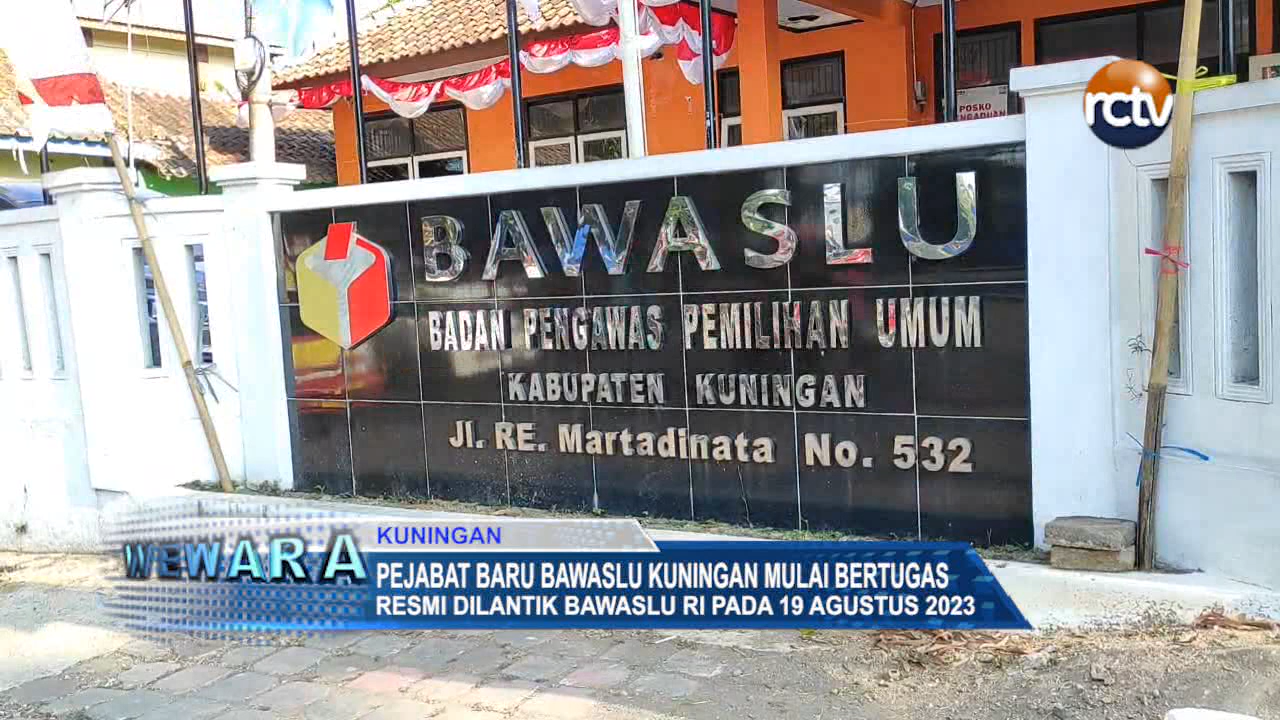 rctv
POSKO
PENGADUAN
BAWASLU
BADAN PENGAWAS PEMILIHAN UMUM
KABUPATEN KUNINGAN
Jl. RE. Martadinata No. 532
WEWARA
KUNINGAN
PEJABAT BARU BAWASLU KUNINGAN MULAI BERTUGAS
RESMI DILANTIK BAWASLU RI PADA 19 AGUSTUS 2023